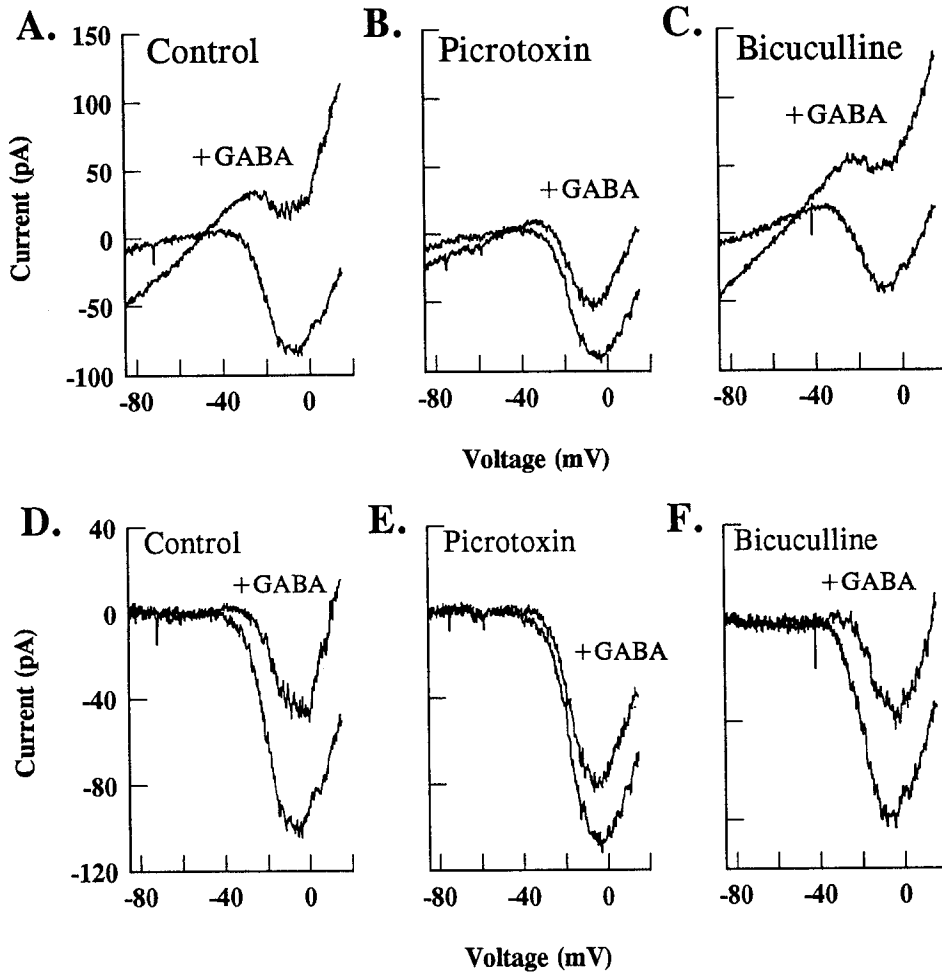 A.
Control
150
100
50
0
-50
-100
Current (pA)
+GABA
-80
-40
0
B.
Picrotoxin
+GABA
-80
-40
0
C.
Bicuculline
+GABA
-80
-40
0
Voltage (mV)
D.
Control
40
0
-40
-80
-120
Current (pA)
+GABA
-80
-40
0
E.
Picrotoxin
+GABA
-80
-40
0
F.
Bicuculline
+GABA
-80
-40
0
Voltage (mV)